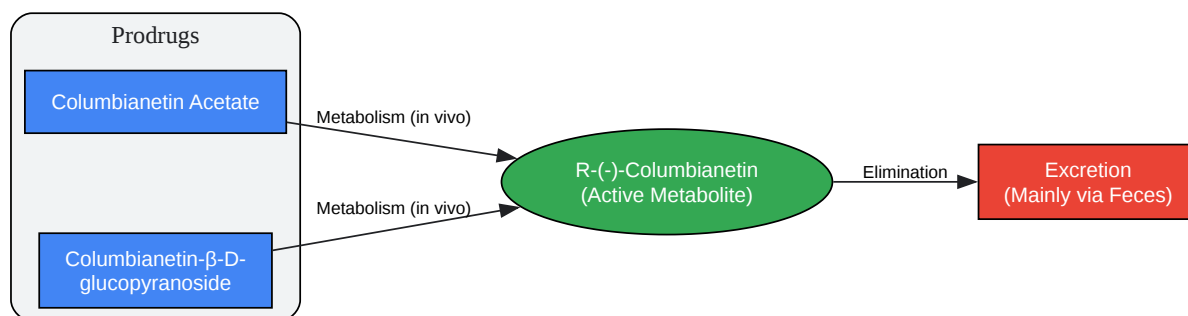 Prodrugs
Columbianetin Acetate
Metabolism (in vivo)
R-(-)-Columbianetin
(Active Metabolite)
Elimination
Excretion
(Mainly via Feces)
Metabolism (in vivo)
Columbianetin-β-D-
glucopyranoside